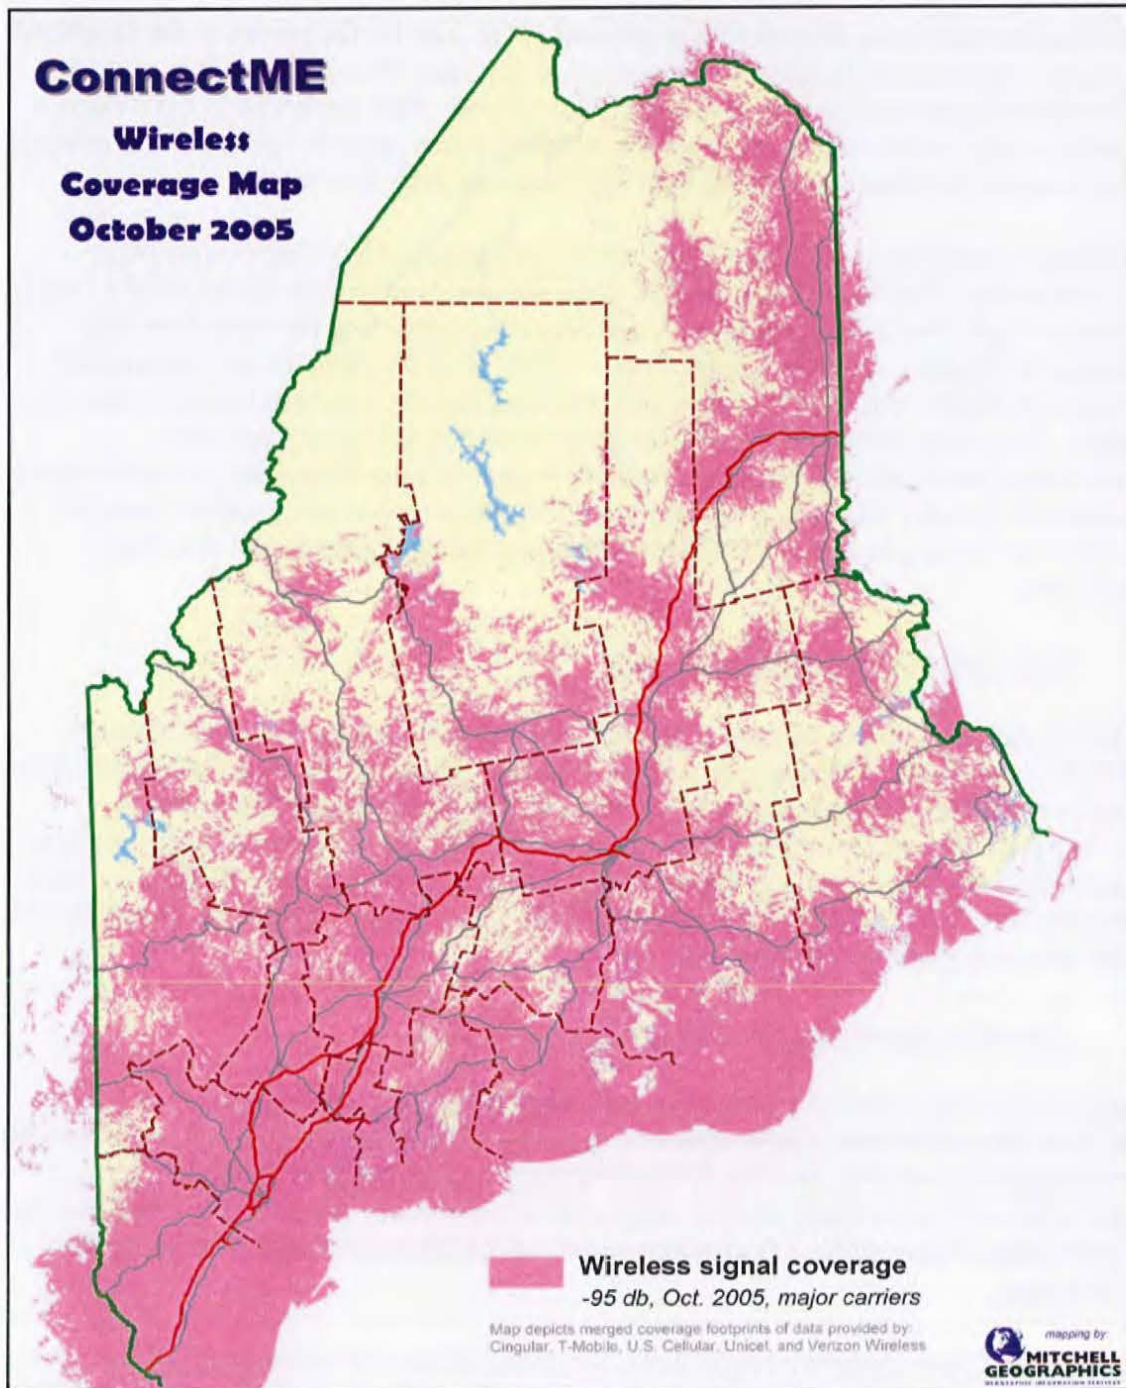 ConnectME
Wireless
Coverage Map
October 2005
Wireless signal coverage
-95 db, Oct. 2005, major carriers
Map depicts merged coverage footprints of data provided by:
Cingular, T-Mobile, U.S. Cellular, Unicel, and Verizon Wireless
mapping by:
MITCHELL
GEOGRAPHICS